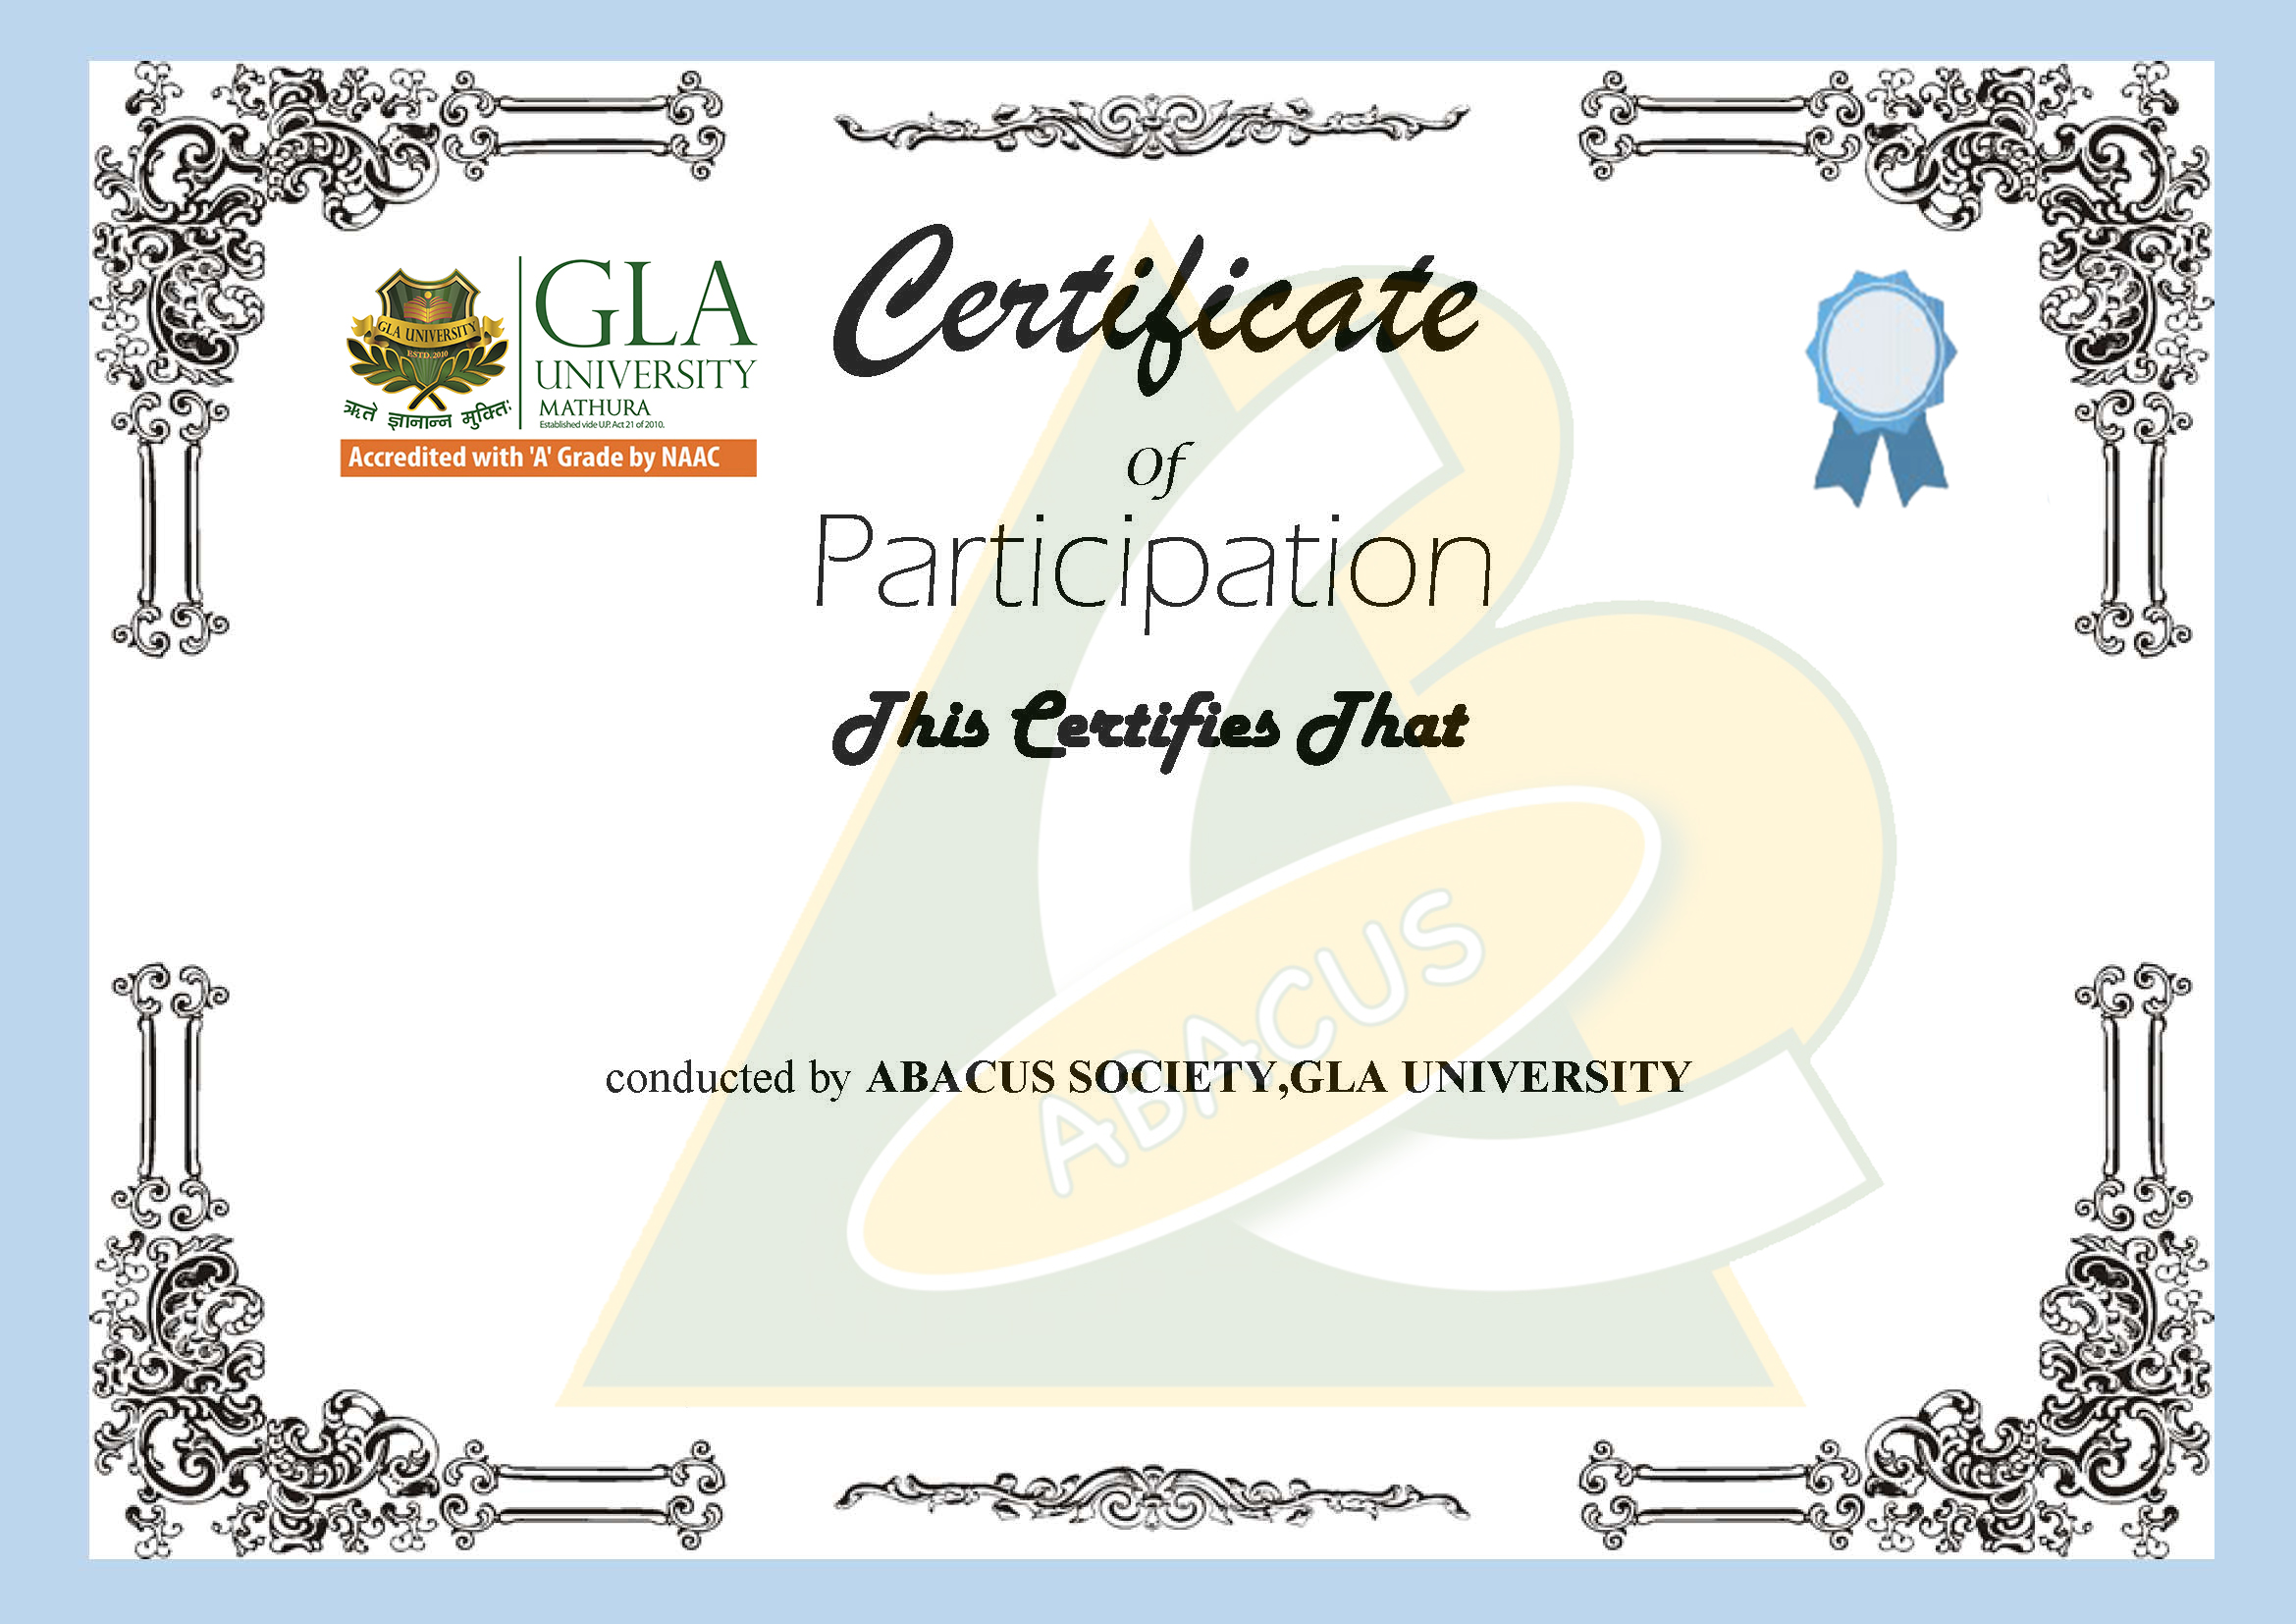 GLA UNIVERSITY
ESTD. 2010
ऋते ज्ञानान्न मुक्तिः
GLA
UNIVERSITY
MATHURA
Established vide U.P. Act 21 of 2010.
Accredited with 'A' Grade by NAAC
Certificate
Of
Participation
This Certifies That
ABACUS
conducted by ABACUS SOCIETY,GLA UNIVERSITY